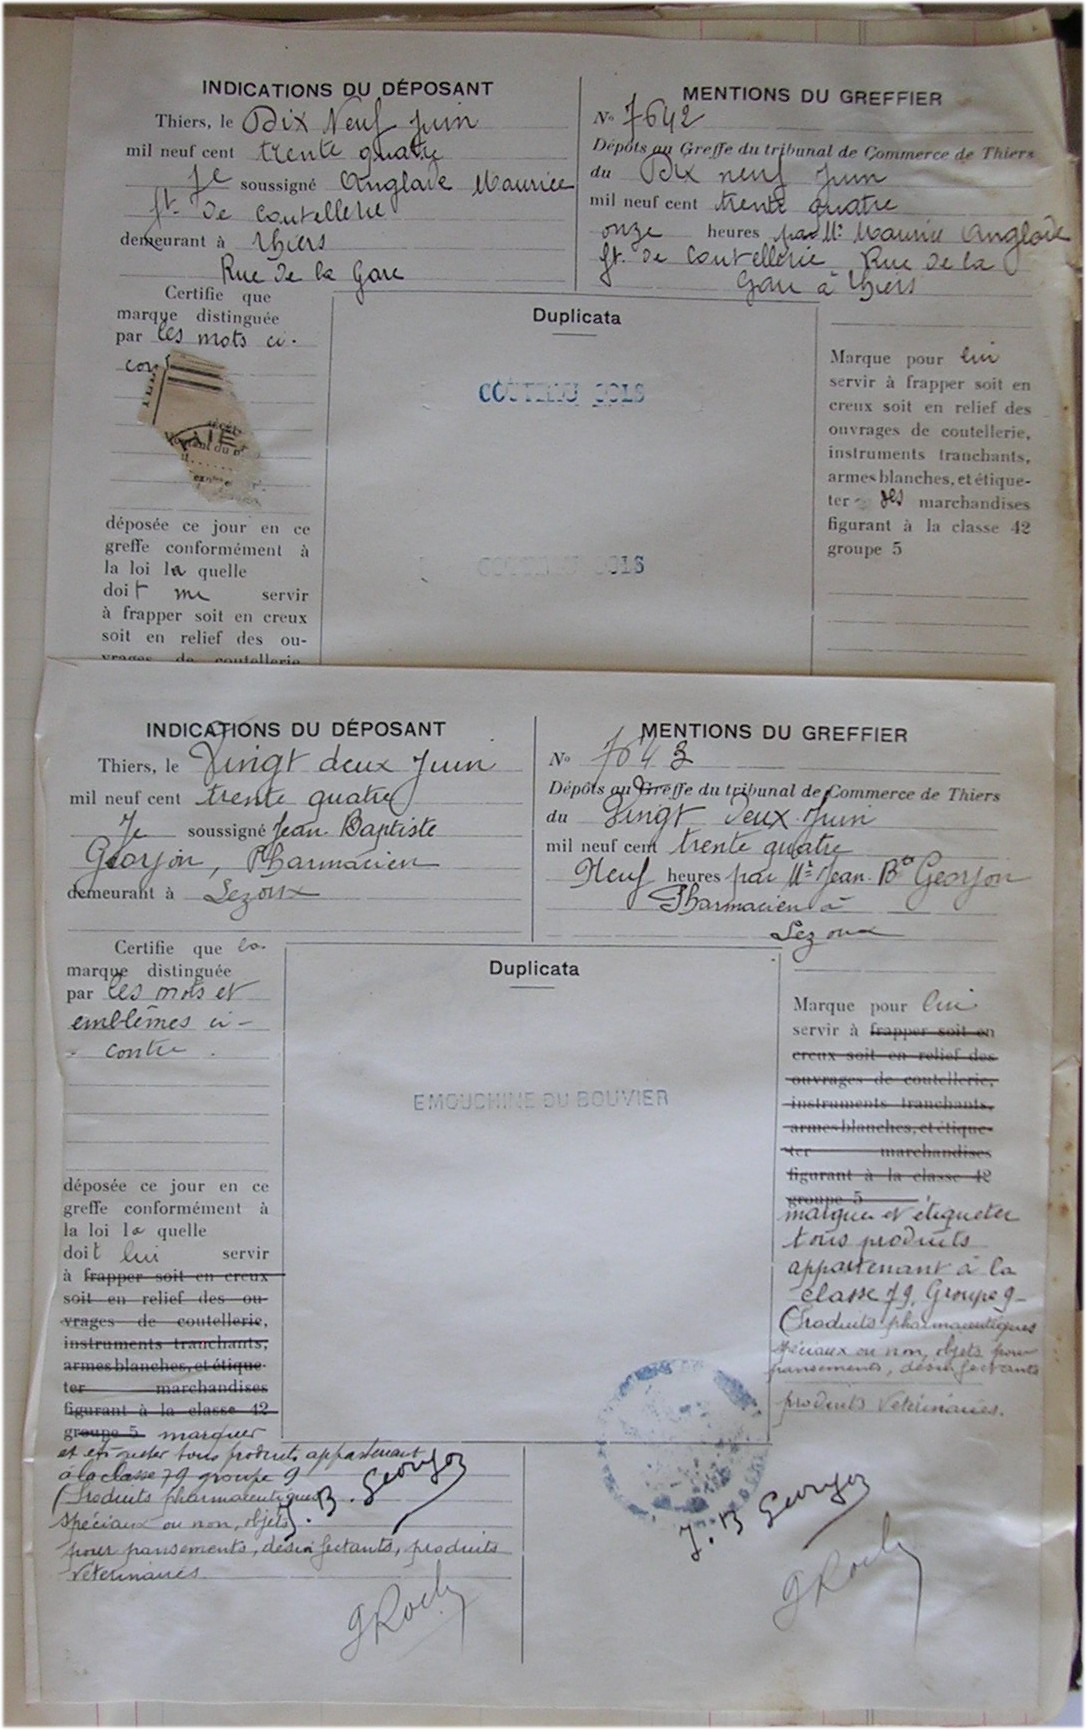 INDICATIONS DU DÉPOSANT
Thiers, le Dix Neuf Juin
mil neuf cent trente quatre
Je soussigné Anglade Maurice
ft. de Coutellerie
demeurant à Thiers
Rue de la Gare
MENTIONS DU GREFFIER
No 7642
Dépôts au Greffe du tribunal de Commerce de Thiers
du Dix neuf Juin
mil neuf cent trente quatre
onze heures par Mr Maurice Anglade
ft. de Coutellerie Rue de la
Gare à Thiers
Certifie que
marque distinguée
par les mots ci-
déposée ce jour en ce
greffe conformément à
la loi la quelle
doit me servir
à frapper soit en creux
soit en relief des ou-
vrages de coutellerie
Duplicata
Marque pour lui
servir à frapper soit en
creux soit en relief des
ouvrages de coutellerie,
instruments tranchants,
armes blanches, et étique-
ter ses marchandises
figurant à la classe 42
groupe 5
INDICATIONS DU DÉPOSANT
Thiers, le Vingt deux Juin
mil neuf cent trente quatre
Je soussigné Jean Baptiste
Georjon, Pharmacien
demeurant à Lezoux
MENTIONS DU GREFFIER
No 7643
Dépôts au Greffe du tribunal de Commerce de Thiers
du Vingt Deux Juin
mil neuf cent trente quatre
Neuf heures par Mr Jean Bte Georjon
Pharmacien à
Lezoux
Certifie que la
marque distinguée
par les mots et
emblêmes ci-
contre.
déposée ce jour en ce
greffe conformément à
la loi la quelle
doit lui servir
à frapper soit en creux
soit en relief des ou-
vrages de coutellerie,
instruments tranchants,
armes blanches, et étique-
ter marchandises
figurant à la classe 42
groupe 5 marquer
et étiqueter tous produits appartenant
à la classe 79 groupe 9
(Produits pharmaceutiques
spéciaux ou non, objets
pour pansements, désinfectants, produits
vétérinaires
J. B. Georjon
Duplicata
EMOUCHINE DU BOUVIER
Marque pour lui
servir à frapper soit en
creux soit en relief des
ouvrages de coutellerie,
instruments tranchants,
armes blanches, et étique-
ter marchandises
figurant à la classe 42
groupe 5
marquer et étiqueter
tous produits
appartenant à la
classe 79, Groupe 9-
(Produits pharmaceutiques
spéciaux ou non, objets pour
pansements, désinfectants
produits vétérinaires.
J. B Georjon